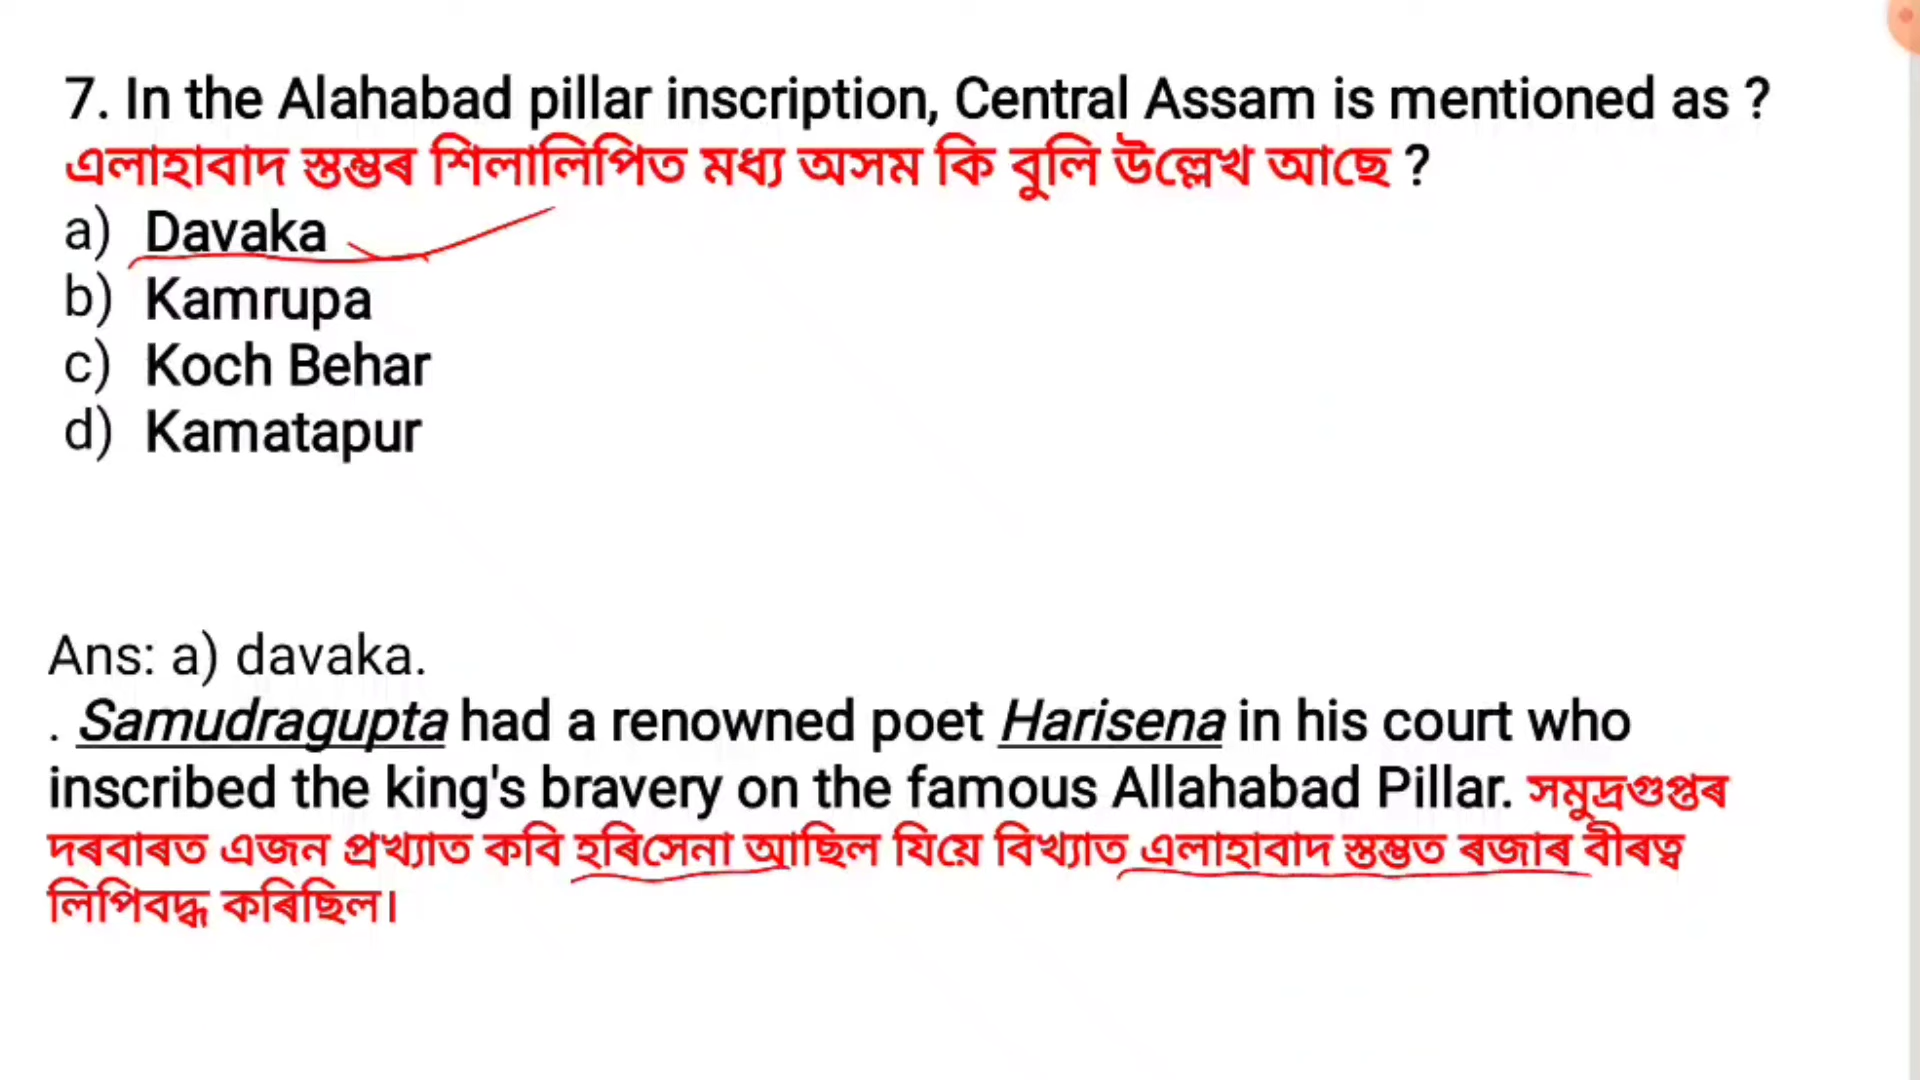 7. In the Alahabad pillar inscription, Central Assam is mentioned as ?
এলাহাবাদ স্তম্ভৰ শিলালিপিত মধ্য অসম কি বুলি উল্লেখ আছে ?
a) Davaka
b) Kamrupa
c) Koch Behar
d) Kamatapur
Ans: a) davaka.
. Samudragupta had a renowned poet Harisena in his court who
inscribed the king's bravery on the famous Allahabad Pillar. সমুদ্ৰগুপ্তৰ
দৰবাৰত এজন প্ৰখ্যাত কবি হৰিসেনা আছিল যিয়ে বিখ্যাত এলাহাবাদ স্তম্ভত ৰজাৰ বীৰত্ব
লিপিবদ্ধ কৰিছিল।